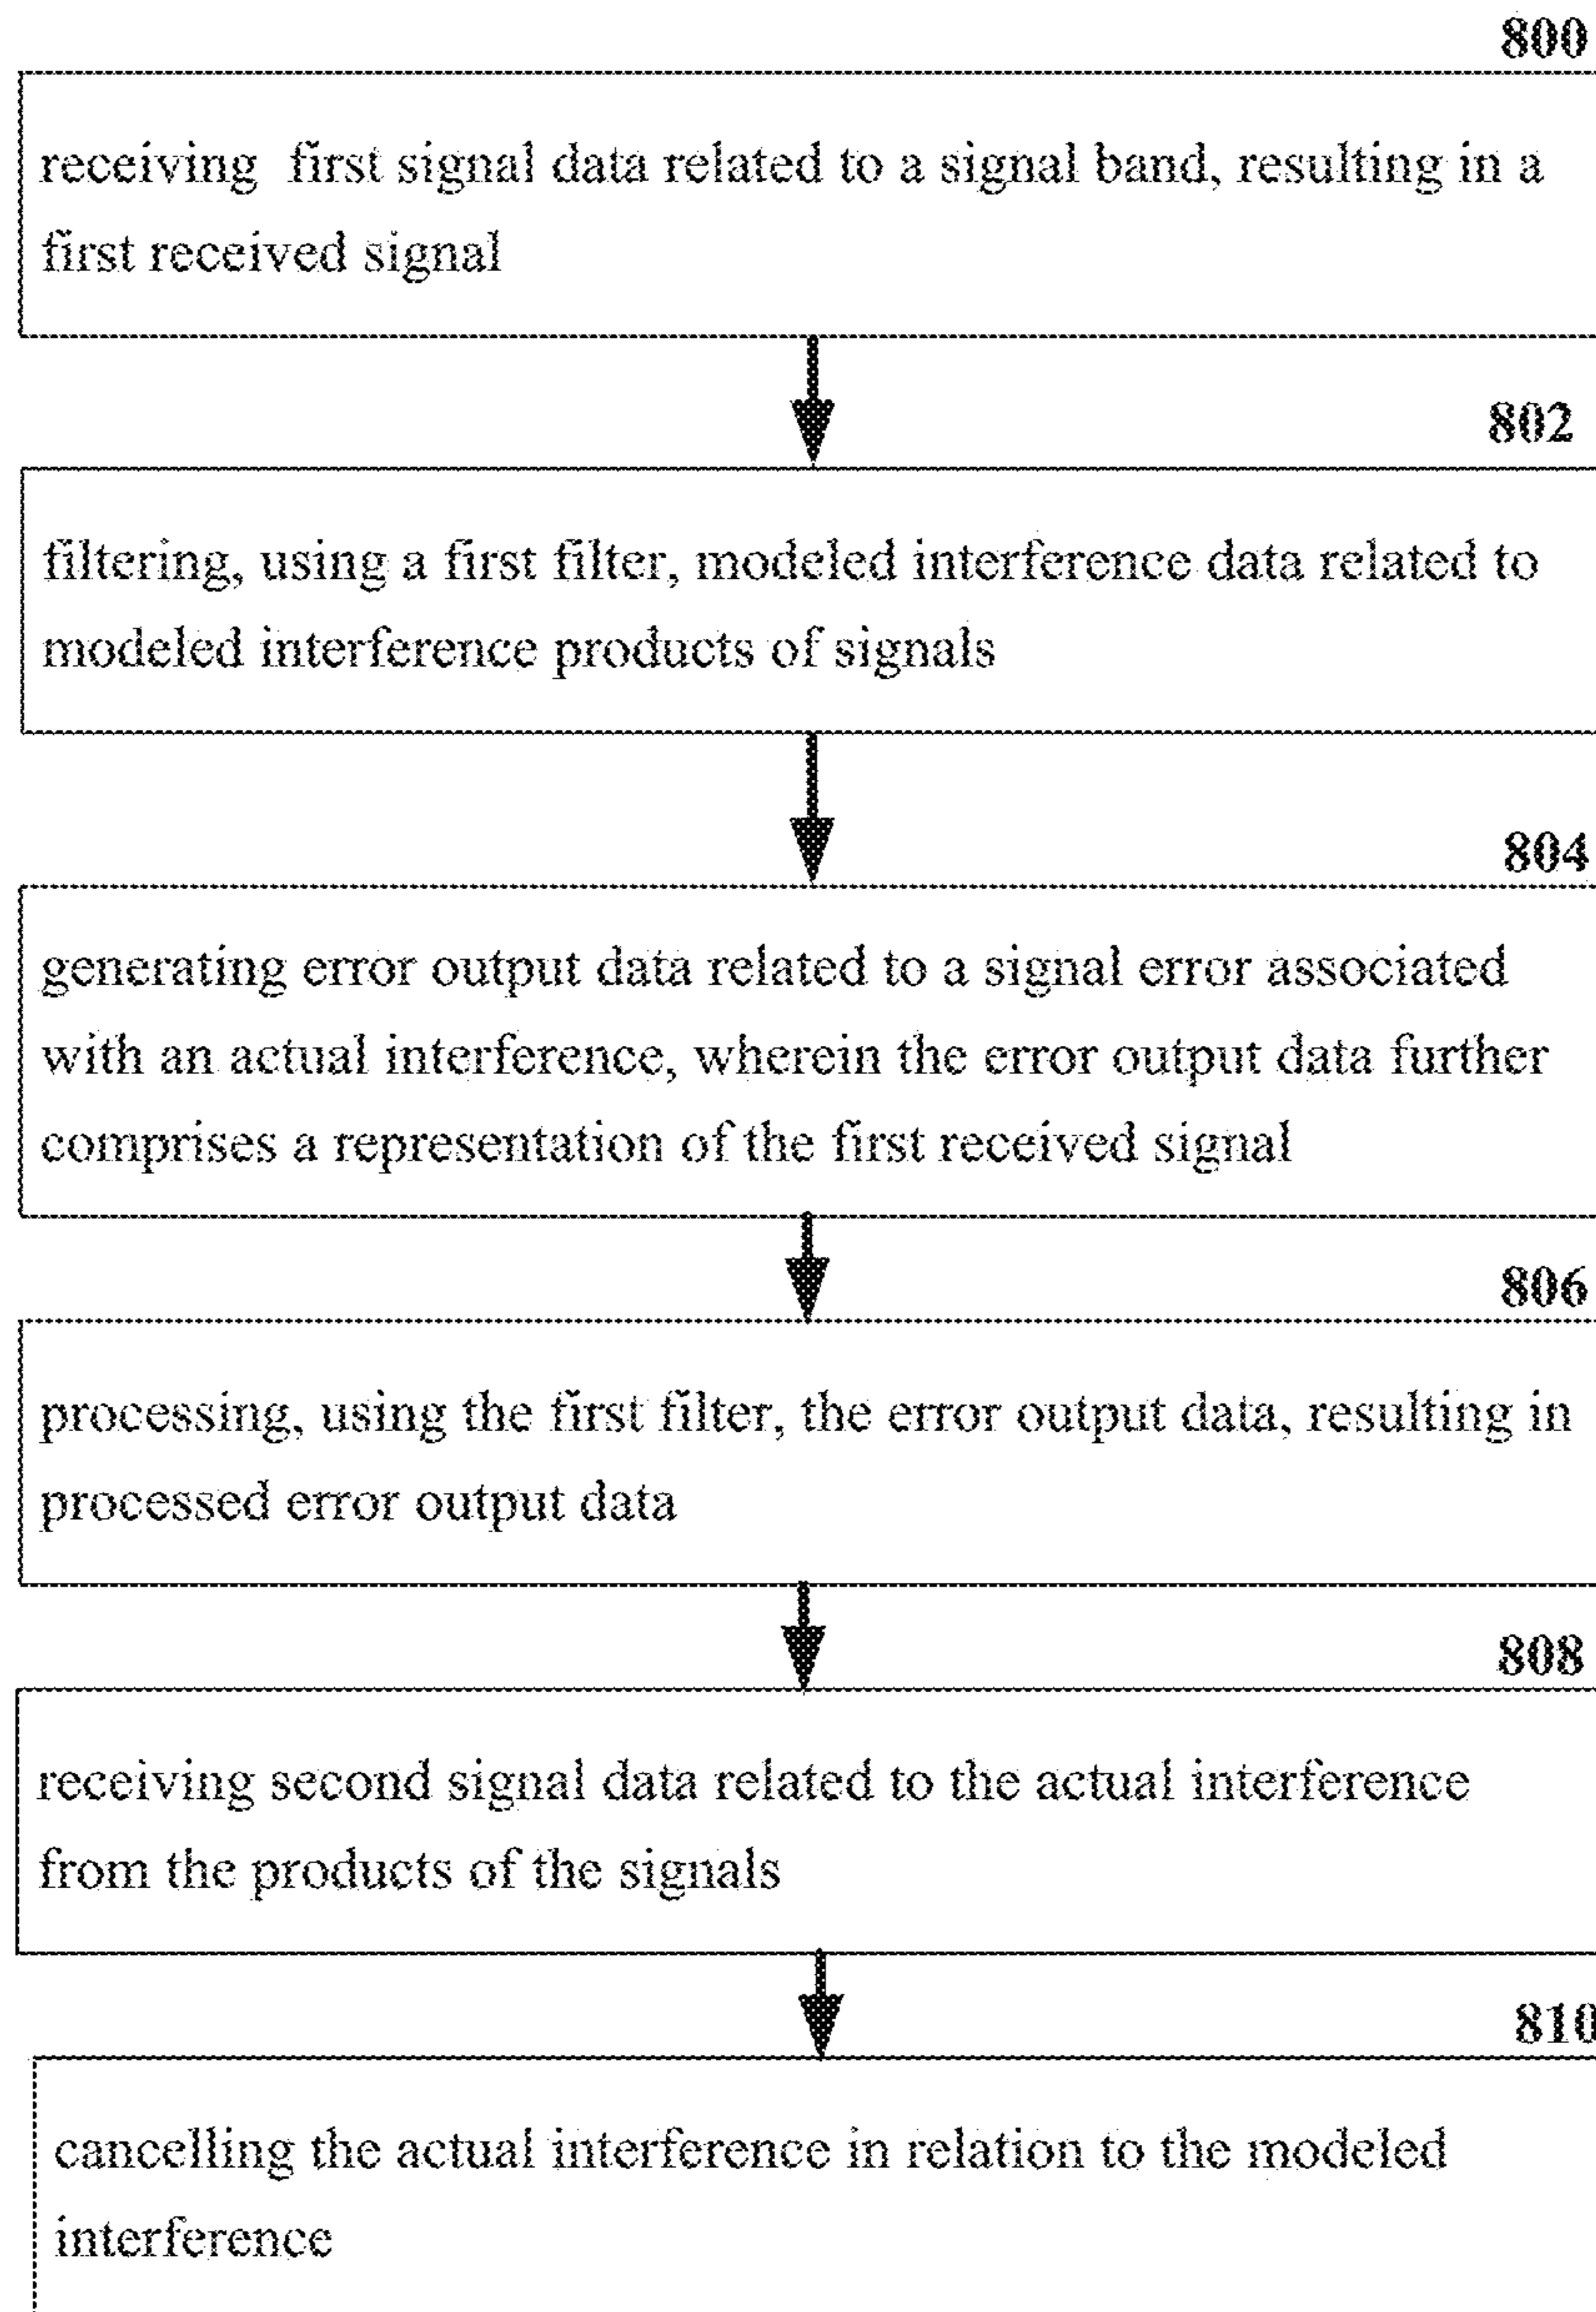 800
receiving first signal data related to a signal band, resulting in a
first received signal
802
filtering, using a first filter, modeled interference data related to
modeled interference products of signals
804
generating error output data related to a signal error associated
with an actual interference, wherein the error output data further
comprises a representation of the first received signal
806
processing, using the first filter, the error output data, resulting in
processed error output data
808
receiving second signal data related to the actual interference
from the products of the signals
810
cancelling the actual interference in relation to the modeled
interference